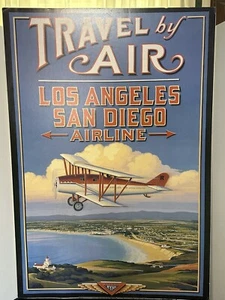 TRAVEL by
AIR
LOS ANGELES
SAN DIEGO
AIRLINE